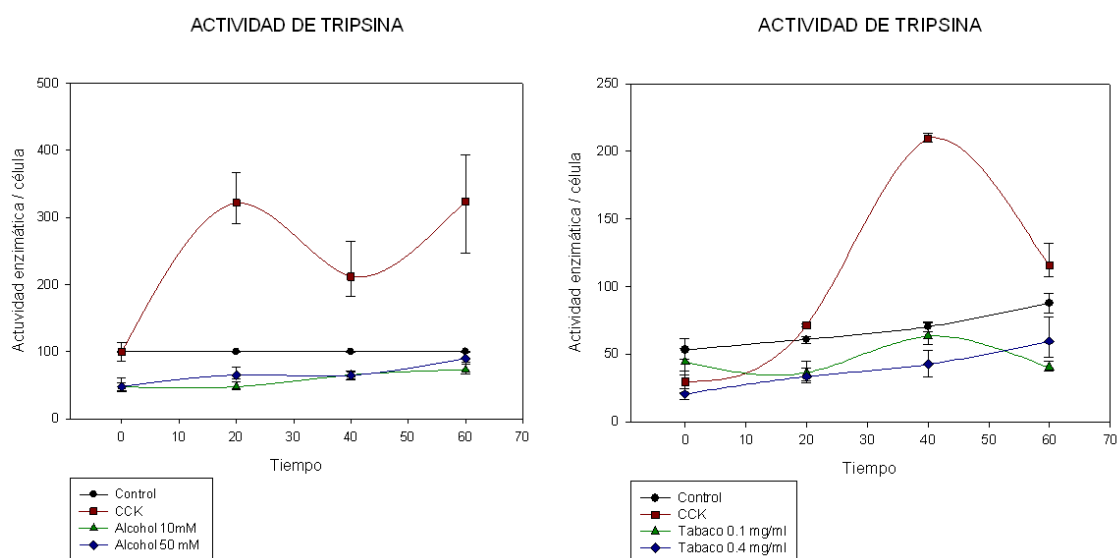 ACTIVIDAD DE TRIPSINA
500
400
300
200
100
0
Actuvidad enzimática / célula
0 10 20 30 40 50 60 70
Tiempo
Control
CCK
Alcohol 10mM
Alcohol 50 mM
ACTIVIDAD DE TRIPSINA
250
200
150
100
50
0
Actividad enzimática / célula
0 10 20 30 40 50 60 70
Tiempo
Control
CCK
Tabaco 0.1 mg/ml
Tabaco 0.4 mg/ml